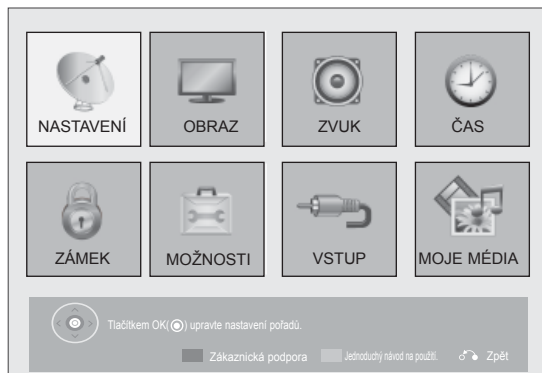 NASTAVENÍ OBRAZ ZVUK ČAS
ZÁMEK MOŽNOSTI VSTUP MOJE MÉDIA
Tlačítkem OK(◉) upravte nastavení pořadů.
Zákaznická podpora Jednoduchý návod na použití. Zpět